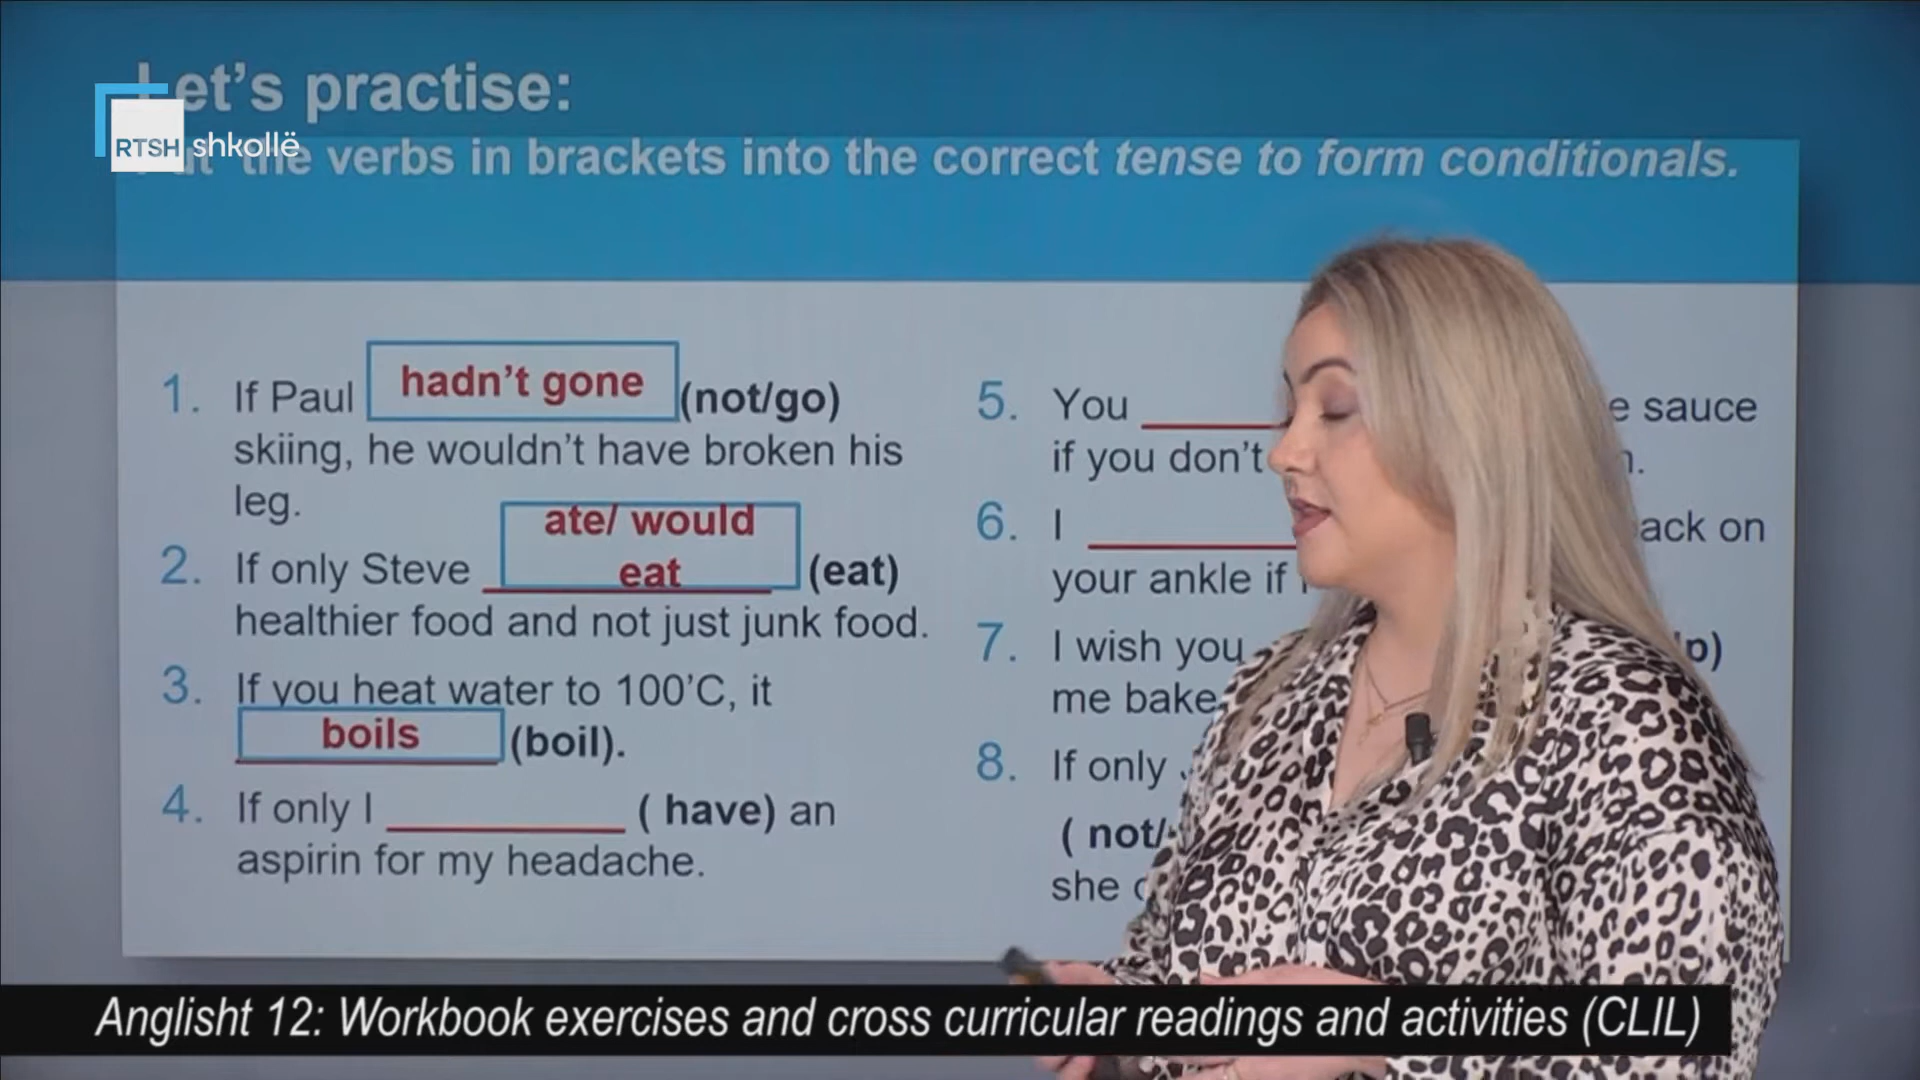 Let's practise:
RTSH shkollë
the verbs in brackets into the correct tense to form conditionals.
1. If Paul hadn't gone (not/go)
skiing, he wouldn't have broken his
leg.
2. If only Steve ate/ would eat (eat)
healthier food and not just junk food.
3. If you heat water to 100'C, it
boils (boil).
4. If only I ____________ ( have) an
aspirin for my headache.
5. You ________ sauce
if you don't
6. I ________ on
your ankle if
7. I wish you
me bake
8. If only
( not/
she
Anglisht 12: Workbook exercises and cross curricular readings and activities (CLIL)